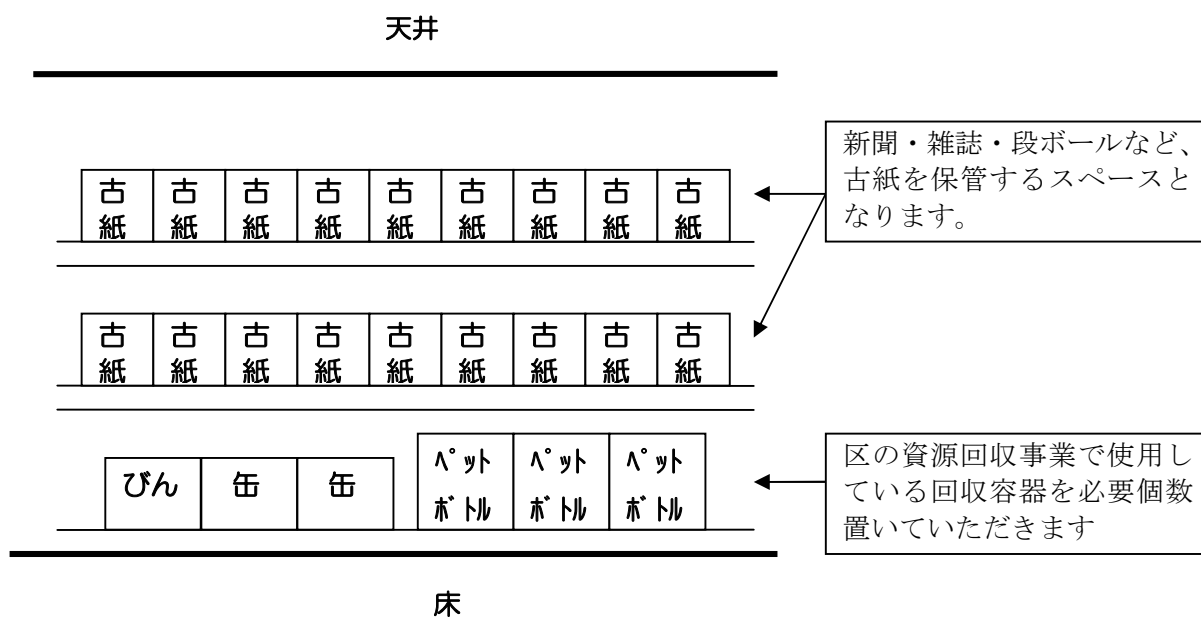 天井
新聞・雑誌・段ボールなど、
古紙を保管するスペースと
なります。
古紙 古紙 古紙 古紙 古紙 古紙 古紙 古紙 古紙
古紙 古紙 古紙 古紙 古紙 古紙 古紙 古紙 古紙
びん 缶 缶 ペットボトル ペットボトル ペットボトル
区の資源回収事業で使用し
ている回収容器を必要個数
置いていただきます
床